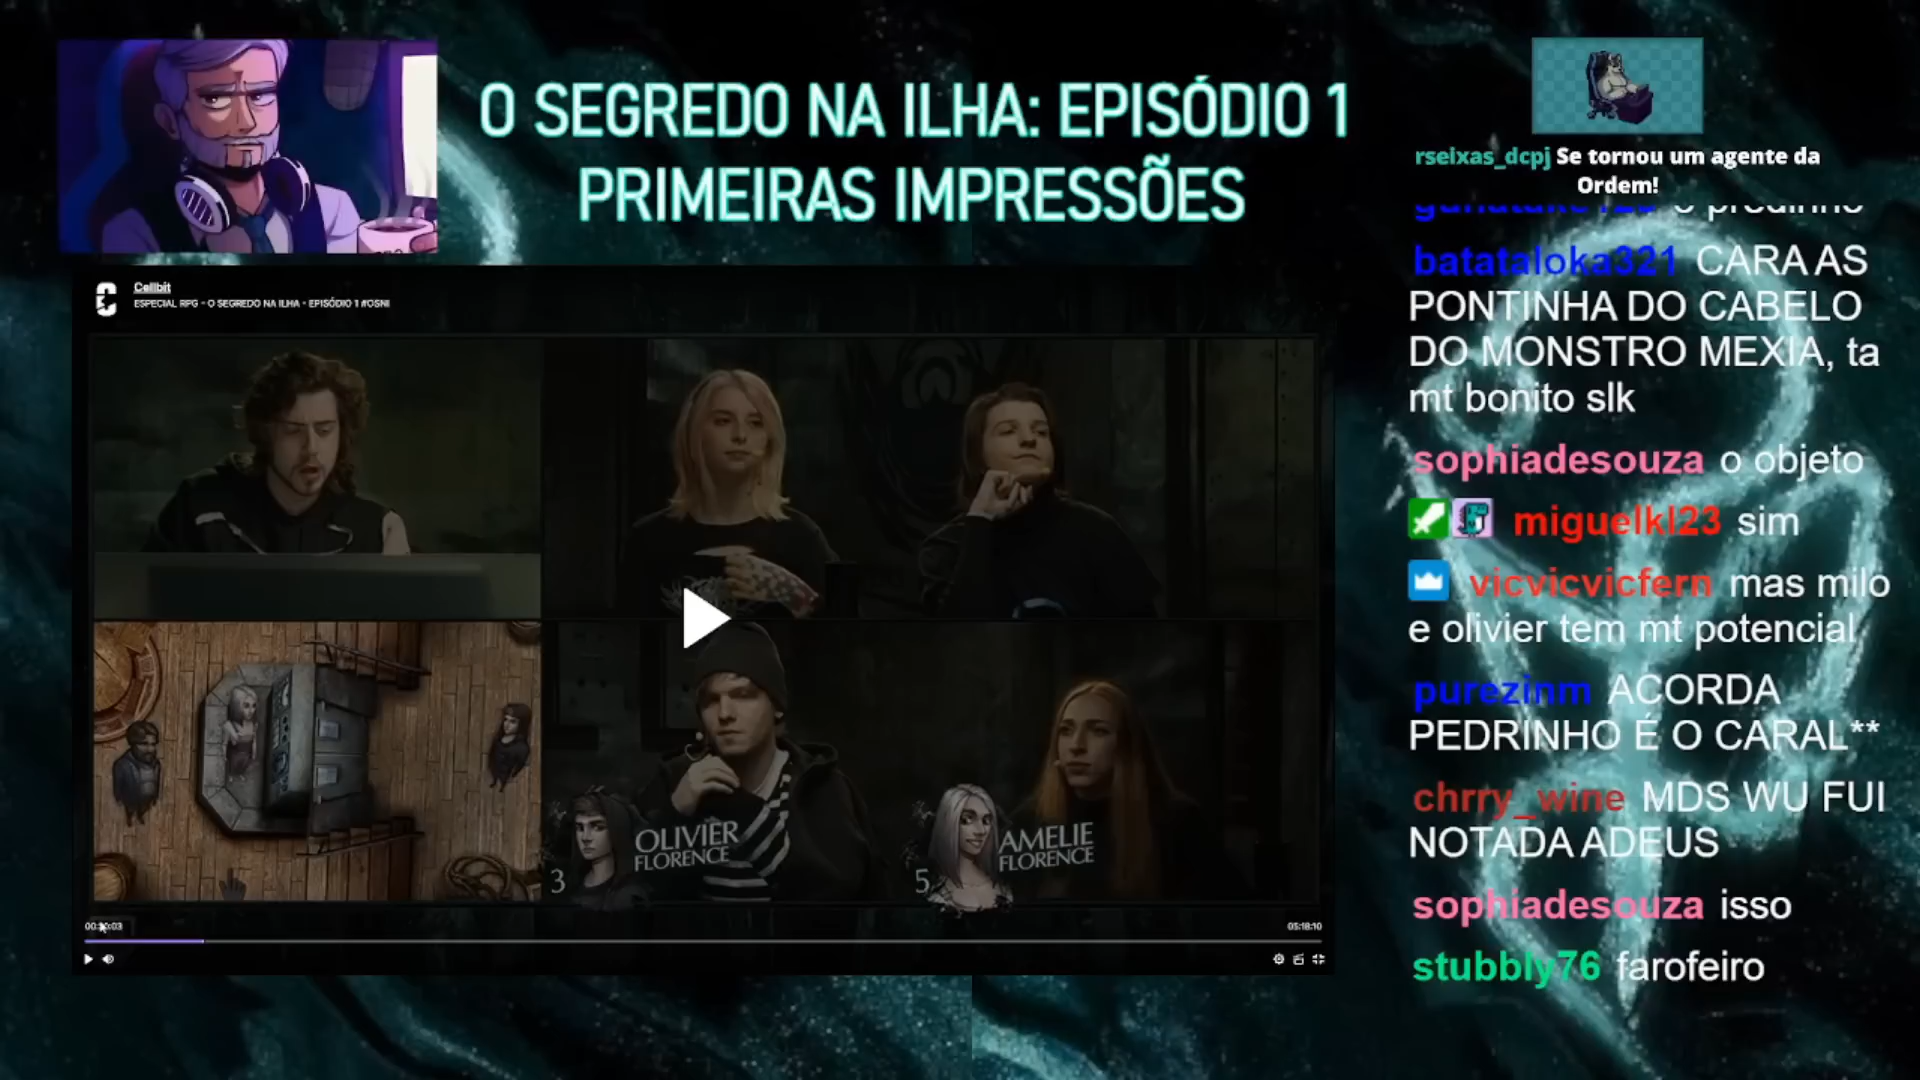 O SEGREDO NA ILHA: EPISÓDIO 1
PRIMEIRAS IMPRESSÕES
Cellbit
ESPECIAL RPG - O SEGREDO NA ILHA - EPISÓDIO 1 #OSNI
3
OLIVIER
FLORENCE
5
AMELIE
FLORENCE
05:18:10
rseixas_dcpj Se tornou um agente da
Ordem!
batataloka321 CARA AS
PONTINHA DO CABELO
DO MONSTRO MEXIA, ta
mt bonito slk
sophiadesouza o objeto
miguelkl23 sim
vicvicvicfern mas milo
e olivier tem mt potencial
purezinm ACORDA
PEDRINHO É O CARAL**
chrry_wine MDS WU FUI
NOTADA ADEUS
sophiadesouza isso
stubbly76 farofeiro